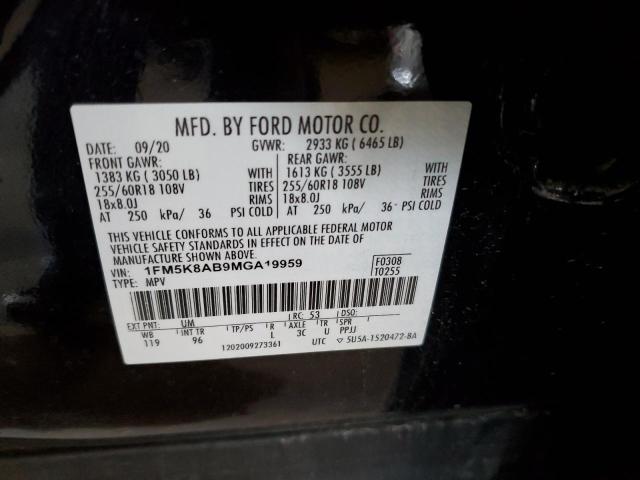 MFD. BY FORD MOTOR CO.
DATE: 09/20 GVWR: 2933 KG ( 6465 LB)
FRONT GAWR: REAR GAWR:
1383 KG ( 3050 LB) WITH 1613 KG ( 3555 LB) WITH
255/60R18 108V TIRES 255/60R18 108V TIRES
18x8.0J RIMS 18x8.0J RIMS
AT 250 kPa/ 36 PSI COLD AT 250 kPa/ 36 PSI COLD
THIS VEHICLE CONFORMS TO ALL APPLICABLE FEDERAL MOTOR
VEHICLE SAFETY AND THEFT PREVENTION STANDARDS IN EFFECT ON THE DATE OF
MANUFACTURE SHOWN ABOVE.
VIN: 1FM5K8AB9MGA19959 F0308
TYPE: MPV T0255
EXT PNT: UM RC: 53 DSO:
WB INT TR TP/PS R AXLE TR SPR
119 96 L 3C U PPJJ
1202009273361 UTC ▽ 5U5A-1520472-BA